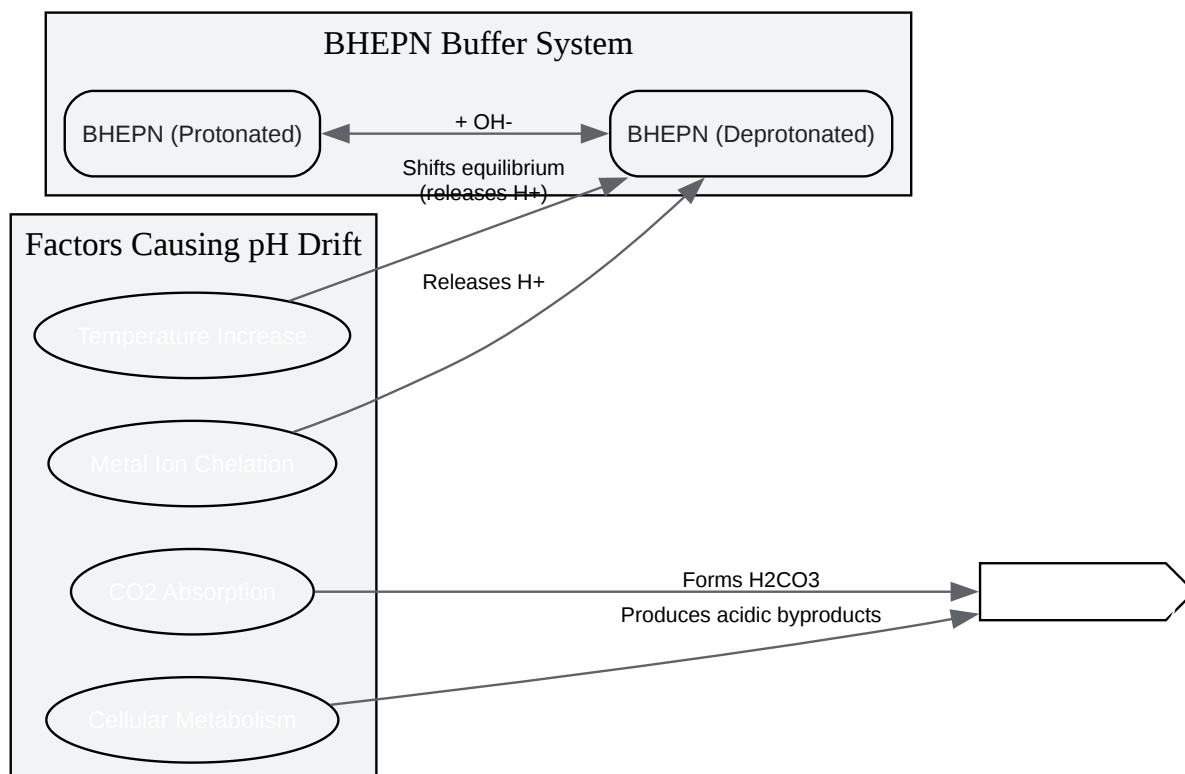 BHEPN Buffer System
BHEPN (Protonated)
+ OH-
BHEPN (Deprotonated)
Shifts equilibrium
(releases H+)
Factors Causing pH Drift
Releases H+
Temperature Increase
Metal Ion Chelation
CO2 Absorption
Forms H2CO3
Produces acidic byproducts
Cellular Metabolism